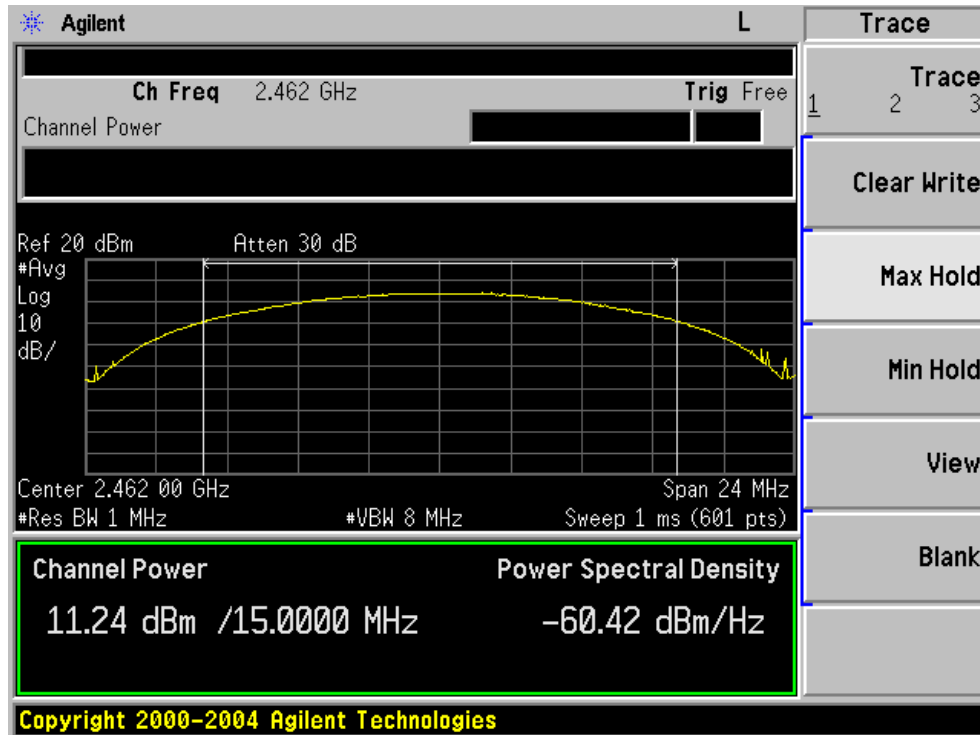 Agilent L Trace
Ch Freq 2.462 GHz Trig Free
Channel Power
Trace
1 2 3
Clear Write
Max Hold
Min Hold
View
Blank
Ref 20 dBm Atten 30 dB
#Avg
Log
10
dB/
Center 2.462 00 GHz Span 24 MHz
#Res BW 1 MHz #VBW 8 MHz Sweep 1 ms (601 pts)
Channel Power Power Spectral Density
11.24 dBm /15.0000 MHz -60.42 dBm/Hz
Copyright 2000-2004 Agilent Technologies